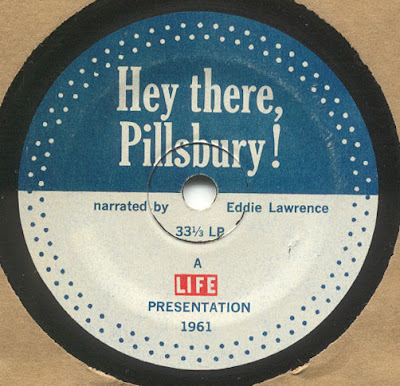 Hey there,
Pillsbury!
narrated by Eddie Lawrence
33⅓ LP
A
LIFE
PRESENTATION
1961